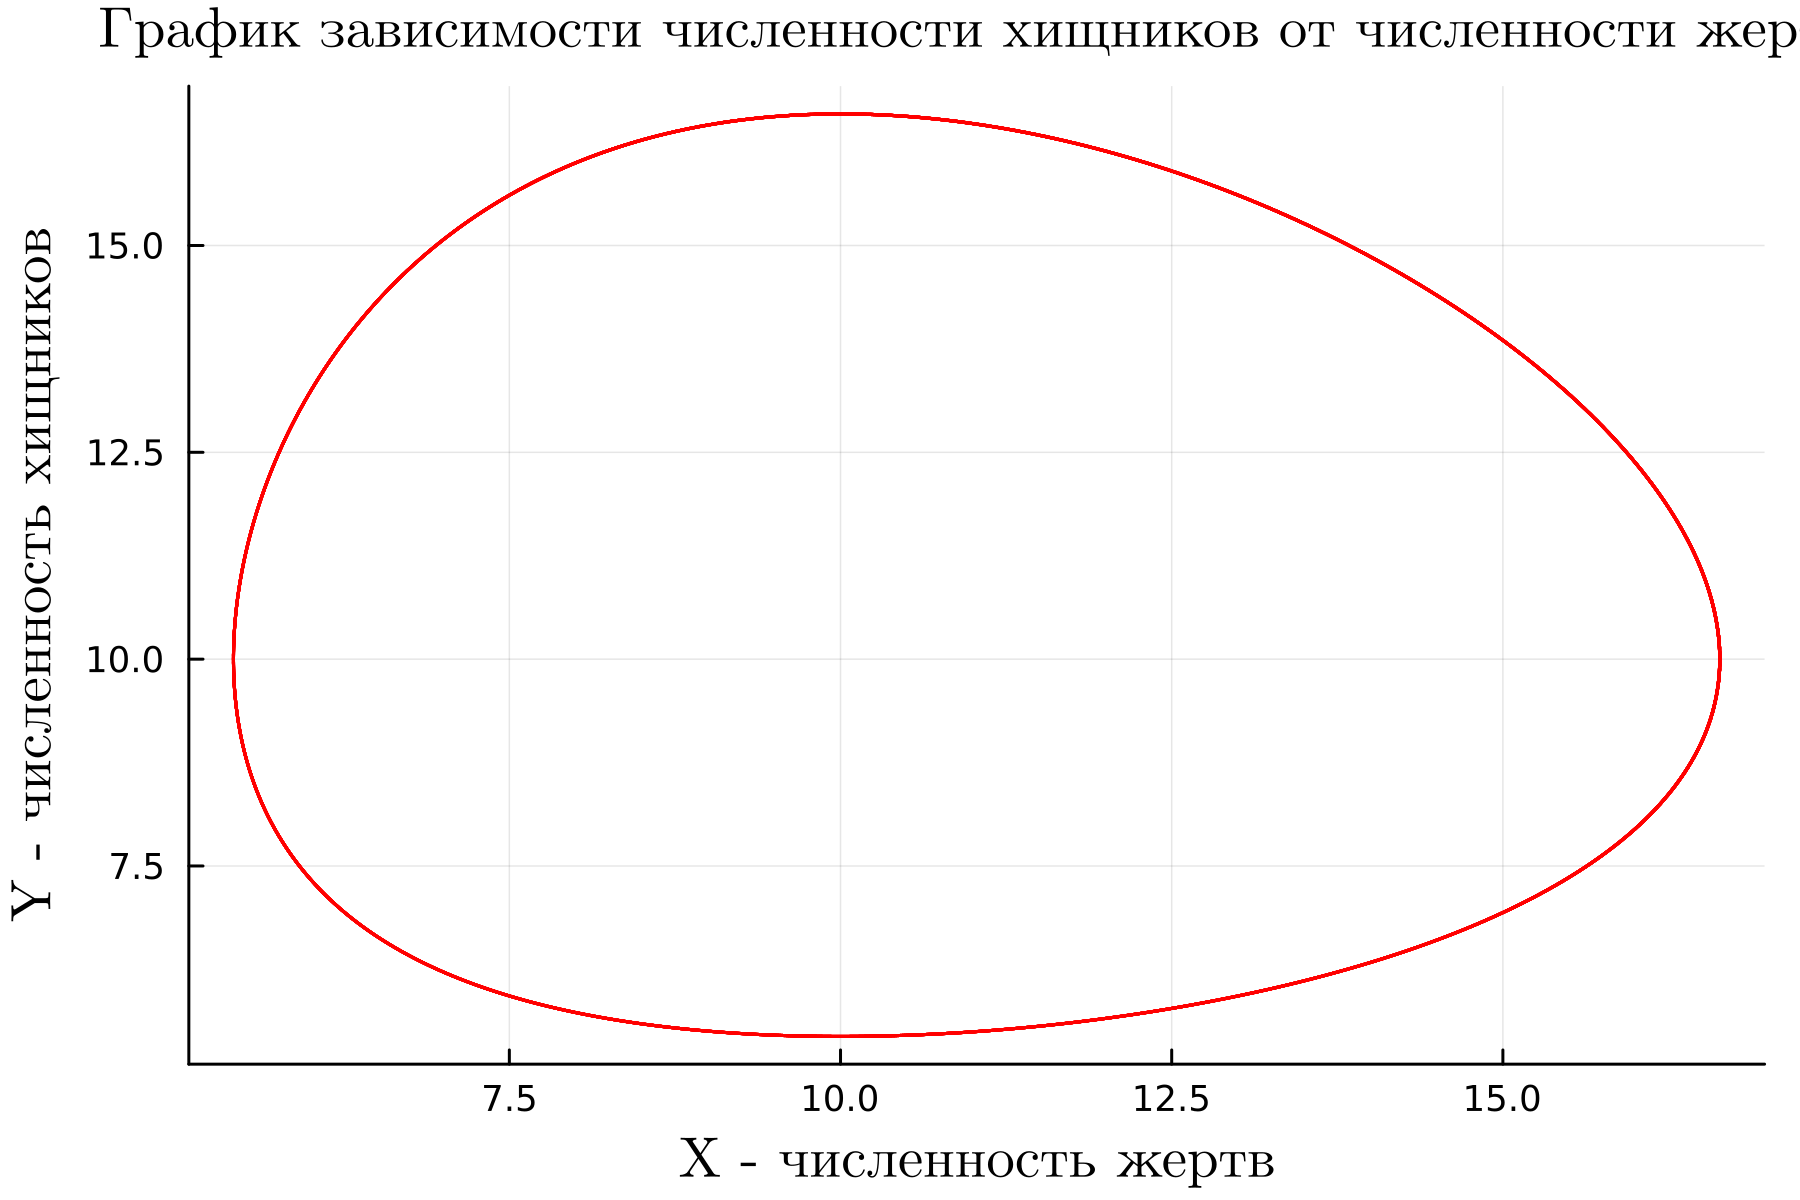 График зависимости численности хищников от численности жер
Y - численность хищников
15.0
12.5
10.0
7.5
7.5 10.0 12.5 15.0
X - численность жертв